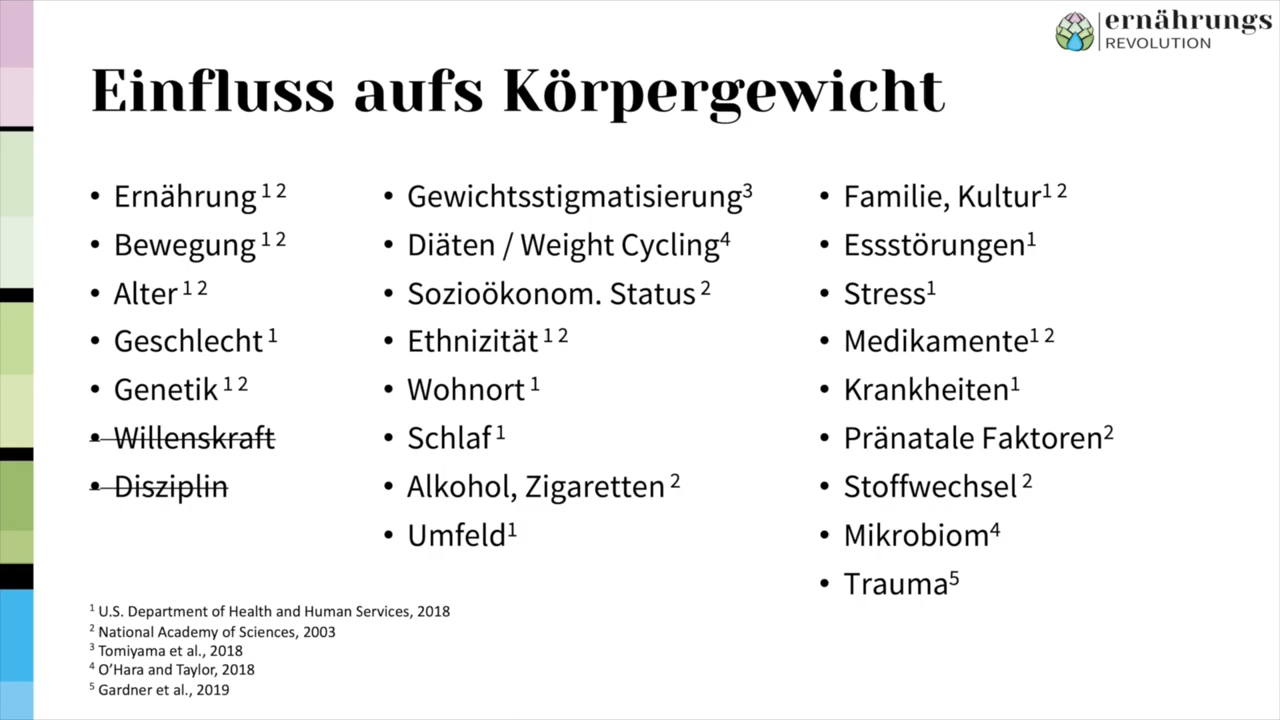 ernährungs
REVOLUTION
Einfluss aufs Körpergewicht
• Ernährung 1 2
• Bewegung 1 2
• Alter 1 2
• Geschlecht 1
• Genetik 1 2
• Willenskraft
• Disziplin
• Gewichtsstigmatisierung3
• Diäten / Weight Cycling4
• Sozioökonom. Status 2
• Ethnizität 1 2
• Wohnort 1
• Schlaf 1
• Alkohol, Zigaretten 2
• Umfeld1
• Familie, Kultur1 2
• Essstörungen1
• Stress1
• Medikamente1 2
• Krankheiten1
• Pränatale Faktoren2
• Stoffwechsel 2
• Mikrobiom4
• Trauma5
1 U.S. Department of Health and Human Services, 2018
2 National Academy of Sciences, 2003
3 Tomiyama et al., 2018
4 O’Hara and Taylor, 2018
5 Gardner et al., 2019